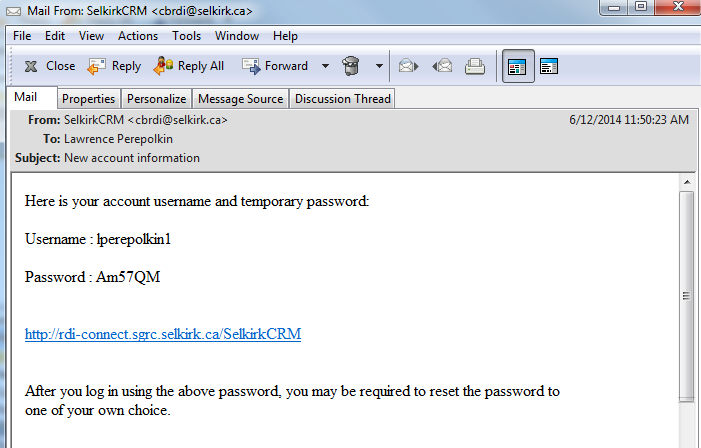 Mail From: SelkirkCRM <cbrdi@selkirk.ca>
File Edit View Actions Tools Window Help
Close Reply Reply All Forward
Mail Properties Personalize Message Source Discussion Thread
From: SelkirkCRM <cbrdi@selkirk.ca> 6/12/2014 11:50:23 AM
To: Lawrence Perepolkin
Subject: New account information
Here is your account username and temporary password:
Username : lperepolkin1
Password : Am57QM
http://rdi-connect.sgrc.selkirk.ca/SelkirkCRM
After you log in using the above password, you may be required to reset the password to
one of your own choice.